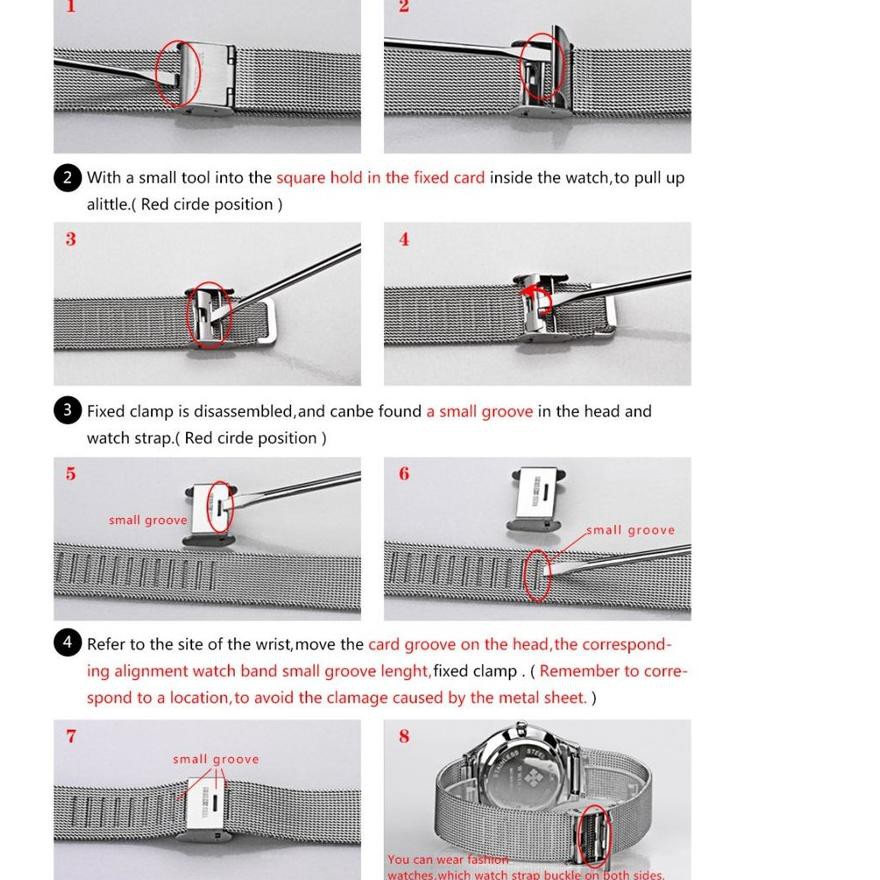 1
2
2 With a small tool into the square hold in the fixed card inside the watch,to pull up
alittle.( Red cirde position )
3
4
3 Fixed clamp is disassembled,and canbe found a small groove in the head and
watch strap.( Red cirde position )
5
6
small groove
small groove
4 Refer to the site of the wrist,move the card groove on the head,the correspond-
ing alignment watch band small groove lenght,fixed clamp . ( Remember to corre-
spond to a location,to avoid the clamage caused by the metal sheet. )
7
8
small groove
STAINLESS STEEL
You can wear fashion
watches,which watch strap buckle on both sides.